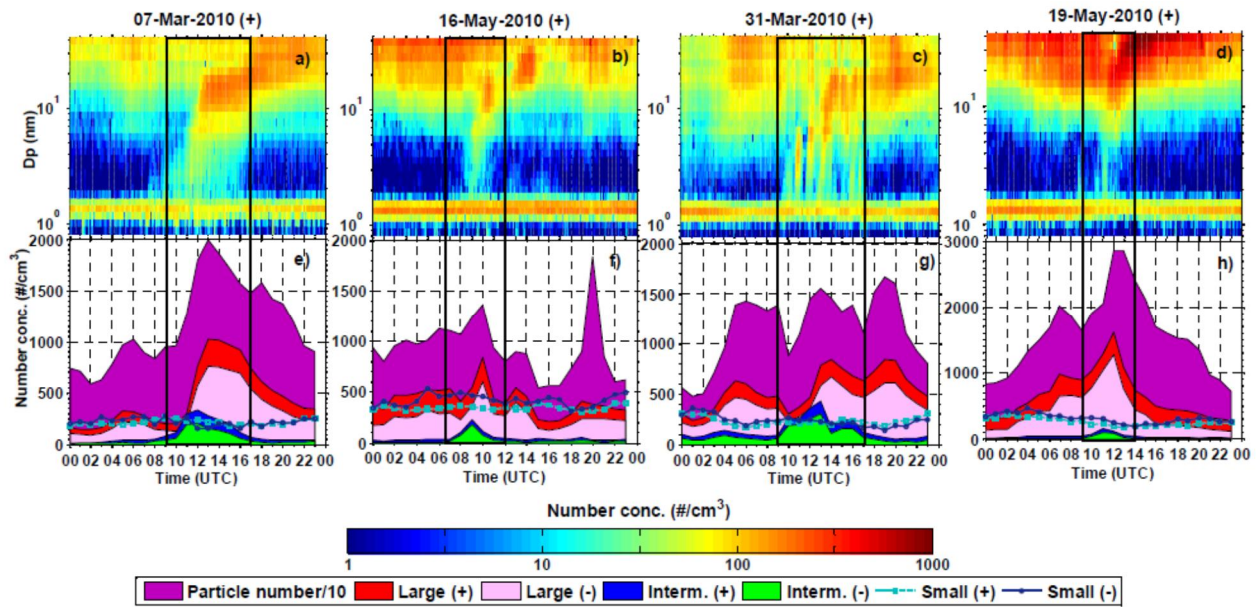 07-Mar-2010 (+) 16-May-2010 (+) 31-Mar-2010 (+) 19-May-2010 (+)
a) b) c) d)
Dp (nm)
10¹ 10¹ 10¹ 10¹
10⁰ 10⁰ 10⁰ 10⁰
e) f) g) h)
Number conc. (#/cm³)
2000 2000 2000 3000
1500 1500 1500 2000
1000 1000 1000 1000
500 500 500
0 0 0 0
00 02 04 06 08 10 12 14 16 18 20 22 00 02 04 06 08 10 12 14 16 18 20 22 00 02 04 06 08 10 12 14 16 18 20 22 00 02 04 06 08 10 12 14 16 18 20 22 00
Time (UTC) Time (UTC) Time (UTC) Time (UTC)
Number conc. (#/cm³)
1 10 100 1000
Particle number/10 Large (+) Large (-) Interm. (+) Interm. (-) Small (+) Small (-)